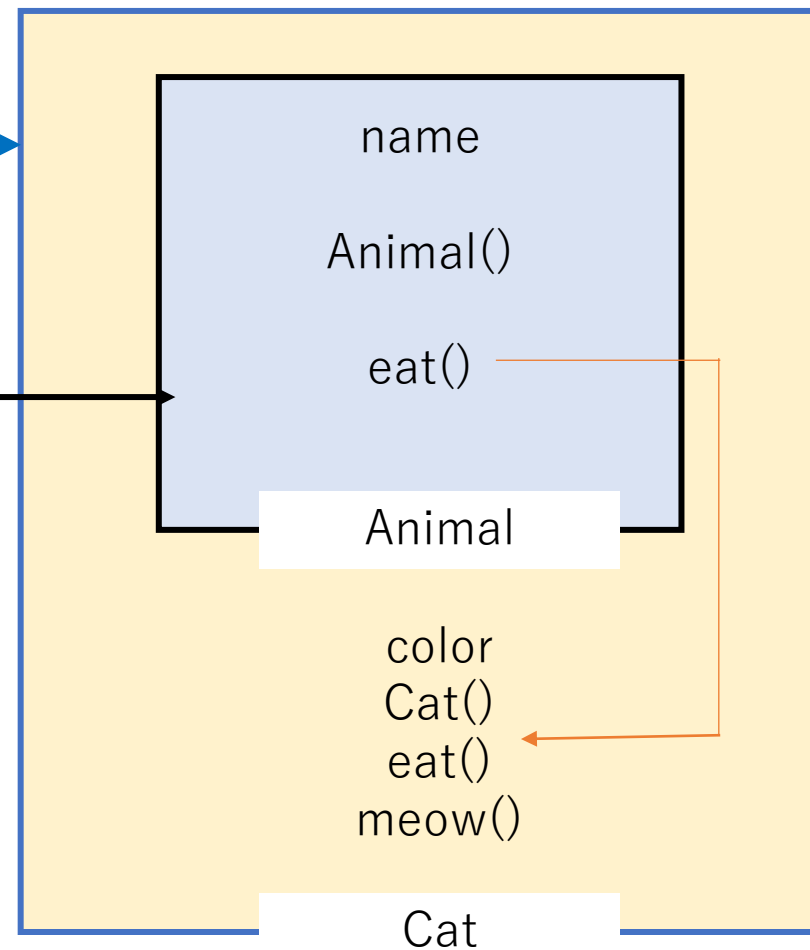 name
Animal()
eat()
Animal
color
Cat()
eat()
meow()
Cat